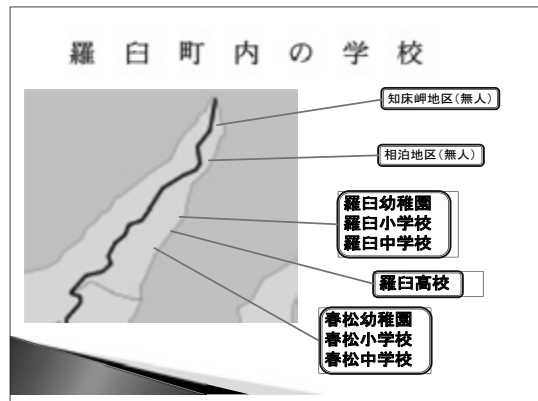 羅臼町内の学校
知床岬地区（無人）
相泊地区（無人）
羅臼幼稚園
羅臼小学校
羅臼中学校
羅臼高校
春松幼稚園
春松小学校
春松中学校